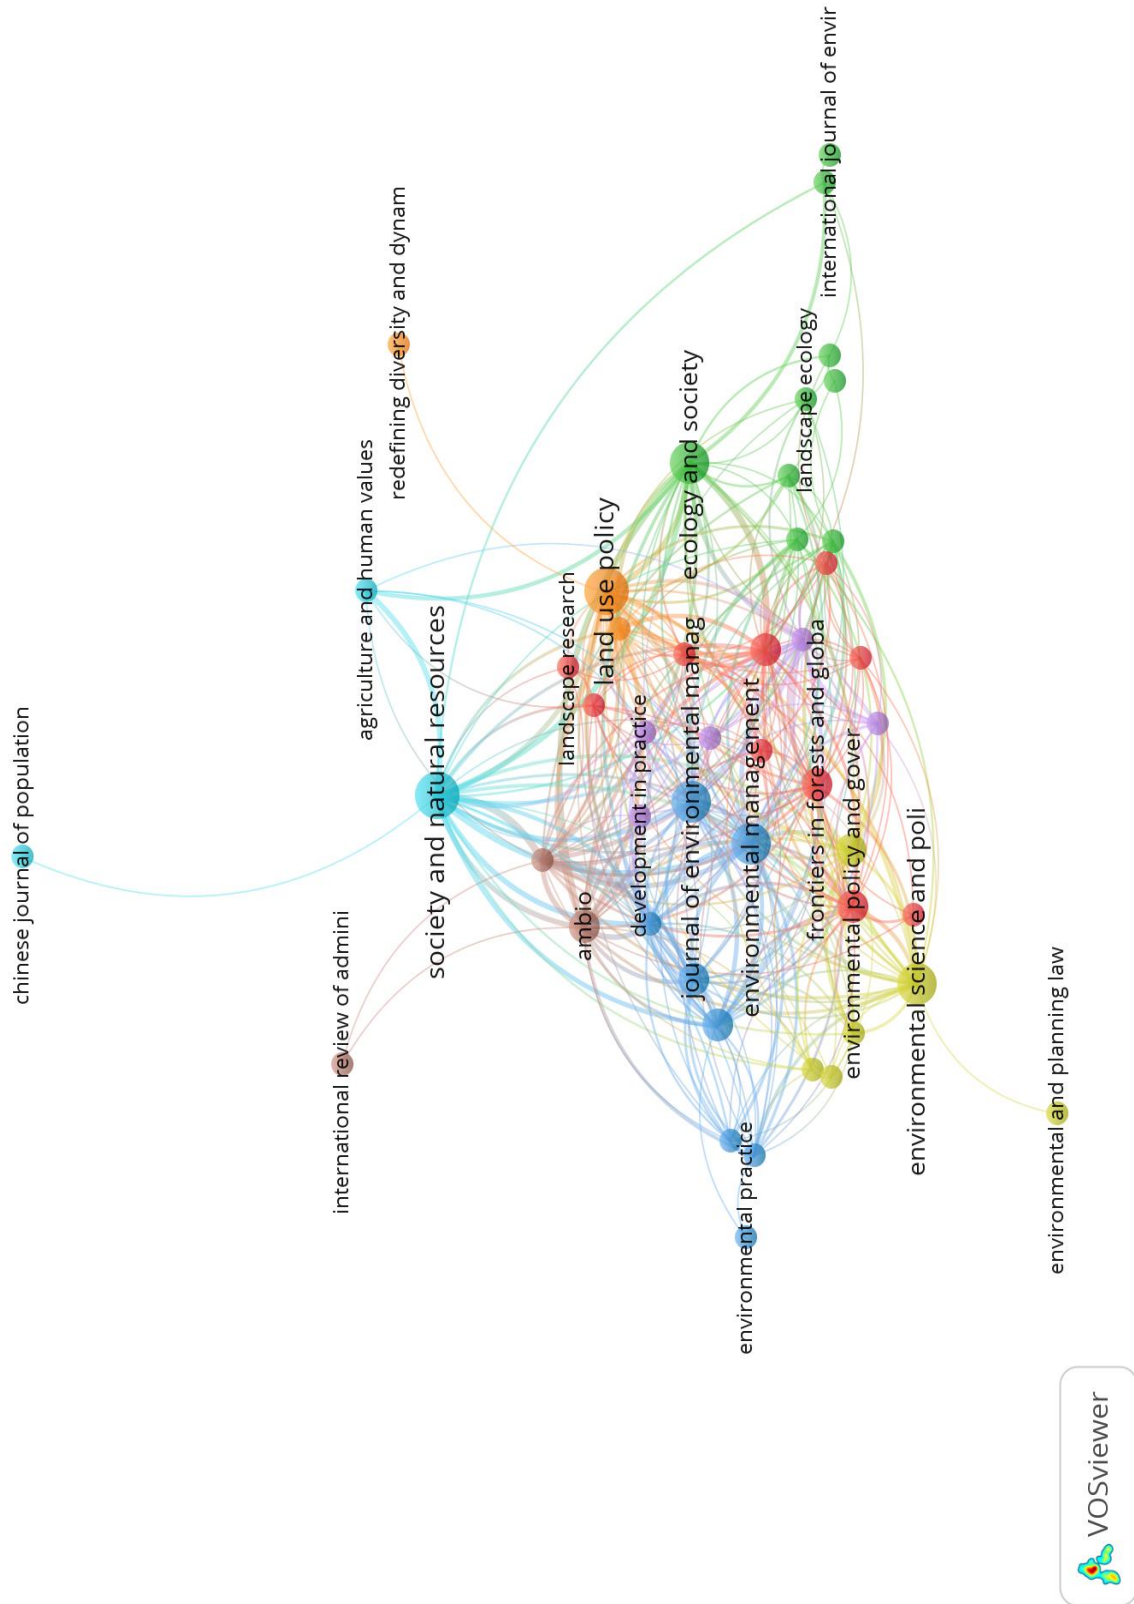 chinese journal of population
international review of admini
agriculture and human values
redefining diversity and dynam
society and natural resources
landscape research
ambio
land use policy
development in practice
journal of environmental manag
ecology and society
environmental practice
environmental management
landscape ecology
frontiers in forests and globa
international journal of envir
environmental policy and gover
environmental science and poli
environmental and planning law
VOSviewer